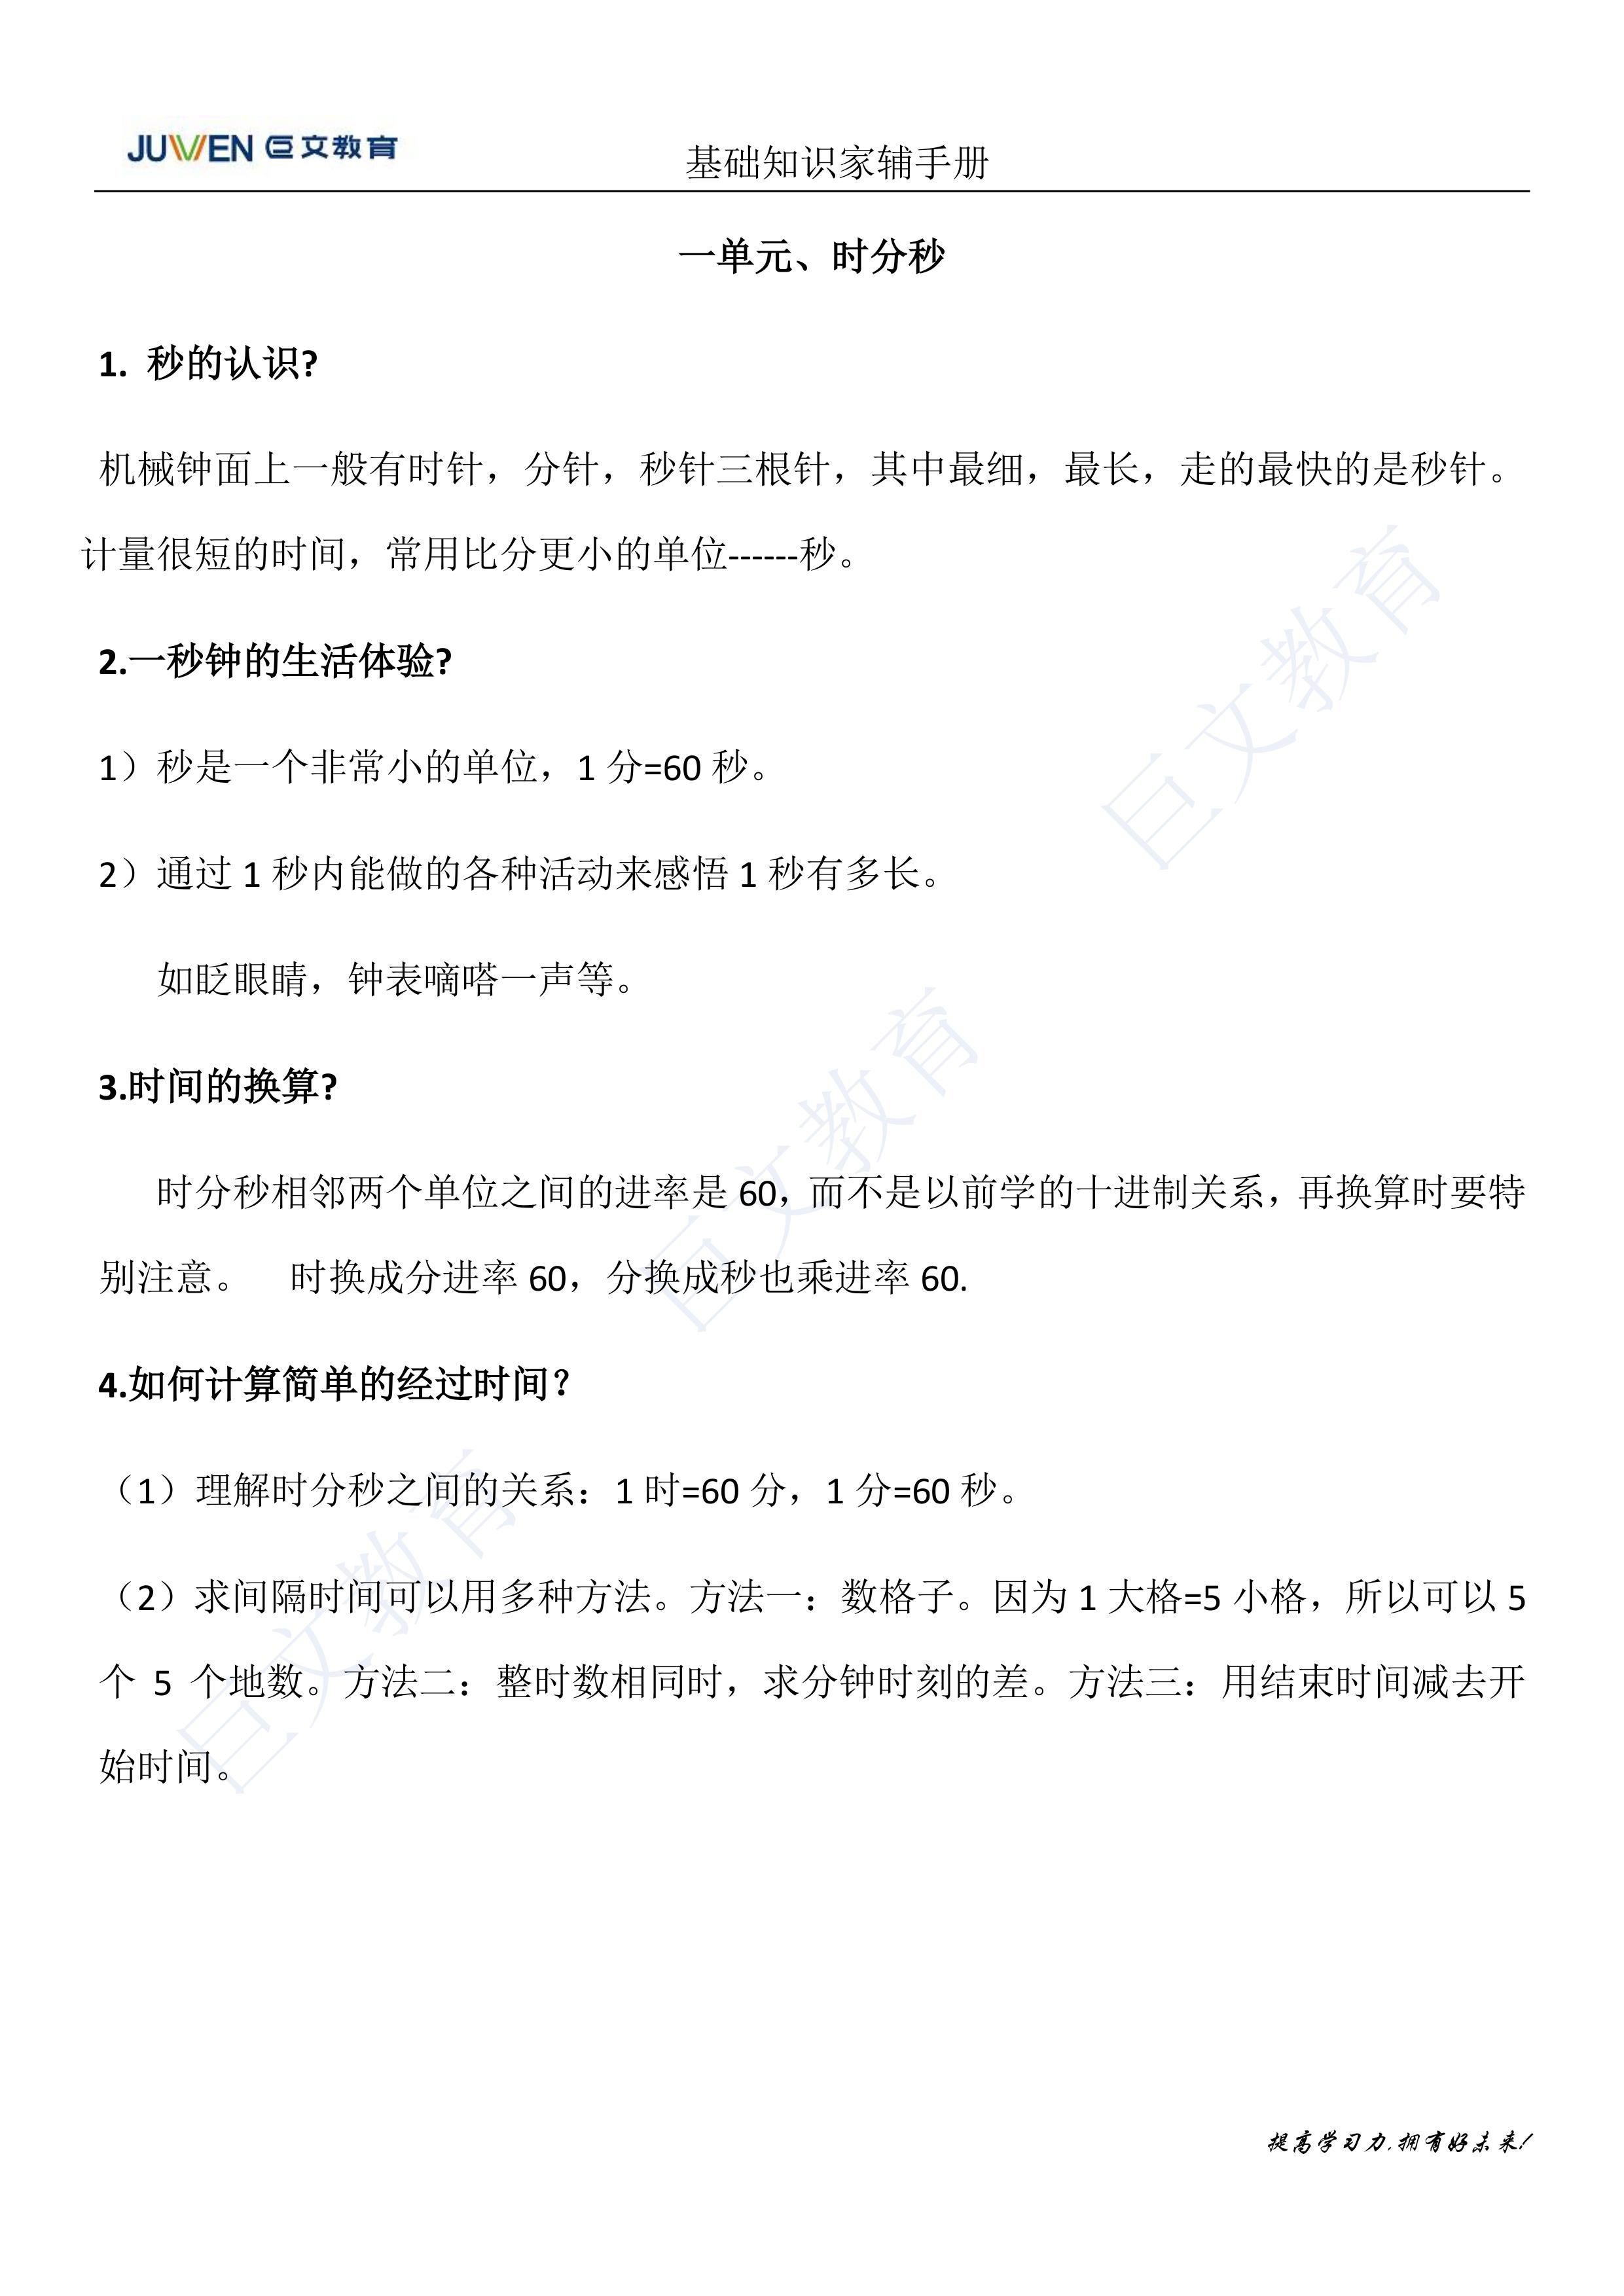 JUWEN 巨文教育
基础知识家辅手册
一单元、时分秒
1. 秒的认识?
机械钟面上一般有时针，分针，秒针三根针，其中最细，最长，走的最快的是秒针。
计量很短的时间，常用比分更小的单位------秒。
2.一秒钟的生活体验?
1）秒是一个非常小的单位，1 分=60 秒。
2）通过 1 秒内能做的各种活动来感悟 1 秒有多长。
如眨眼睛，钟表嘀嗒一声等。
3.时间的换算?
时分秒相邻两个单位之间的进率是 60，而不是以前学的十进制关系，再换算时要特
别注意。 时换成分进率 60，分换成秒也乘进率 60.
4.如何计算简单的经过时间？
（1）理解时分秒之间的关系：1 时=60 分，1 分=60 秒。
（2）求间隔时间可以用多种方法。方法一：数格子。因为 1 大格=5 小格，所以可以 5
个 5 个地数。方法二：整时数相同时，求分钟时刻的差。方法三：用结束时间减去开
始时间。
巨文教育
巨文教育
巨文教育
提高学习力,拥有好未来!